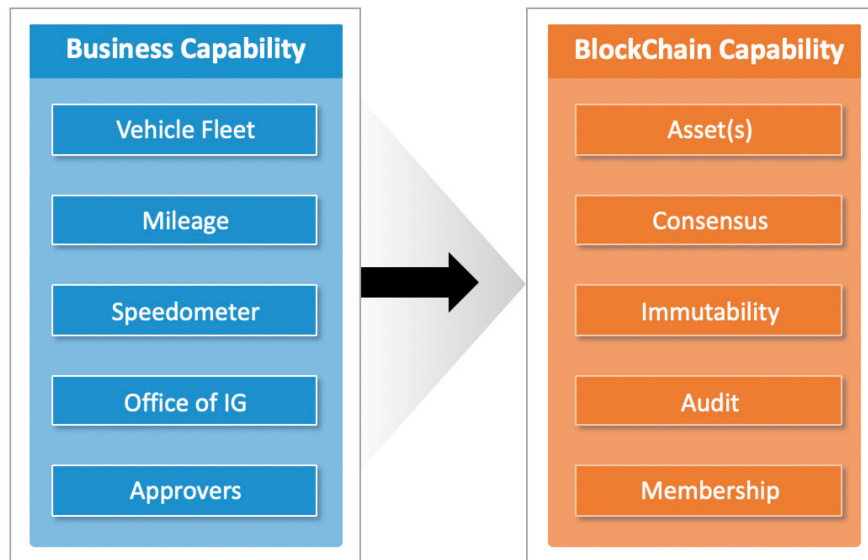 Business Capability
Vehicle Fleet
Mileage
Speedometer
Office of IG
Approvers
BlockChain Capability
Asset(s)
Consensus
Immutability
Audit
Membership